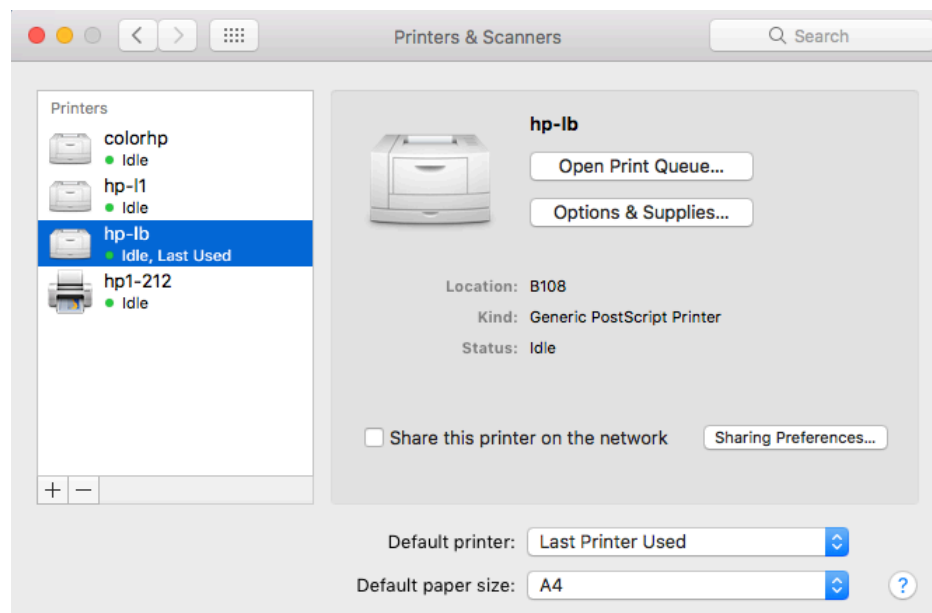 Printers & Scanners
Search
Printers
colorhp
Idle
hp-l1
Idle
hp-lb
Idle, Last Used
hp1-212
Idle
+ −
hp-lb
Open Print Queue...
Options & Supplies...
Location: B108
Kind: Generic PostScript Printer
Status: Idle
Share this printer on the network
Sharing Preferences...
Default printer: Last Printer Used
Default paper size: A4
?